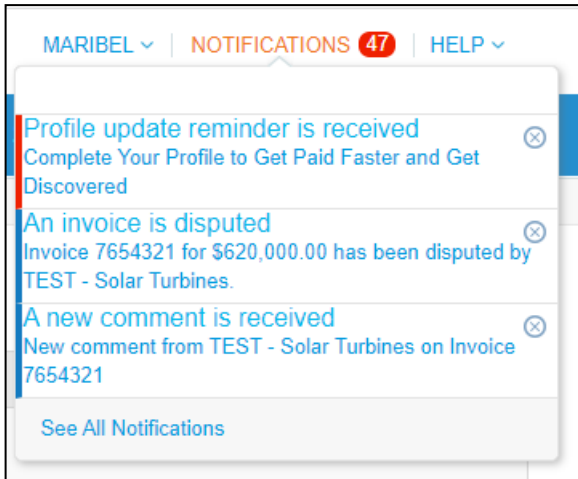 MARIBEL NOTIFICATIONS 47 HELP
Profile update reminder is received
Complete Your Profile to Get Paid Faster and Get
Discovered
An invoice is disputed
Invoice 7654321 for $620,000.00 has been disputed by
TEST - Solar Turbines.
A new comment is received
New comment from TEST - Solar Turbines on Invoice
7654321
See All Notifications